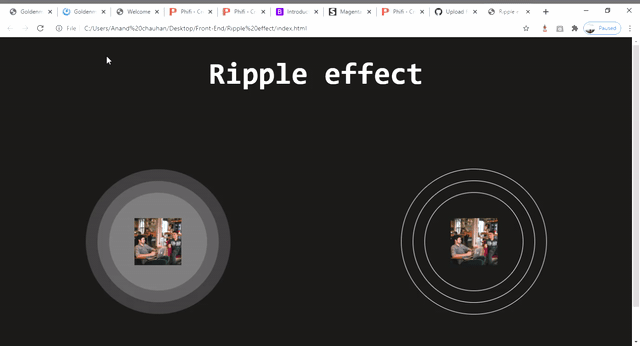 Goldenn
Goldenn
Welcome
Phifi - C
Phifi - C
Introduc
Magent
Phifi - C
Upload
Ripple e
File C:/Users/Anand%20chauhan/Desktop/Front-End/Ripple%20effect/index.html
Paused
Ripple effect